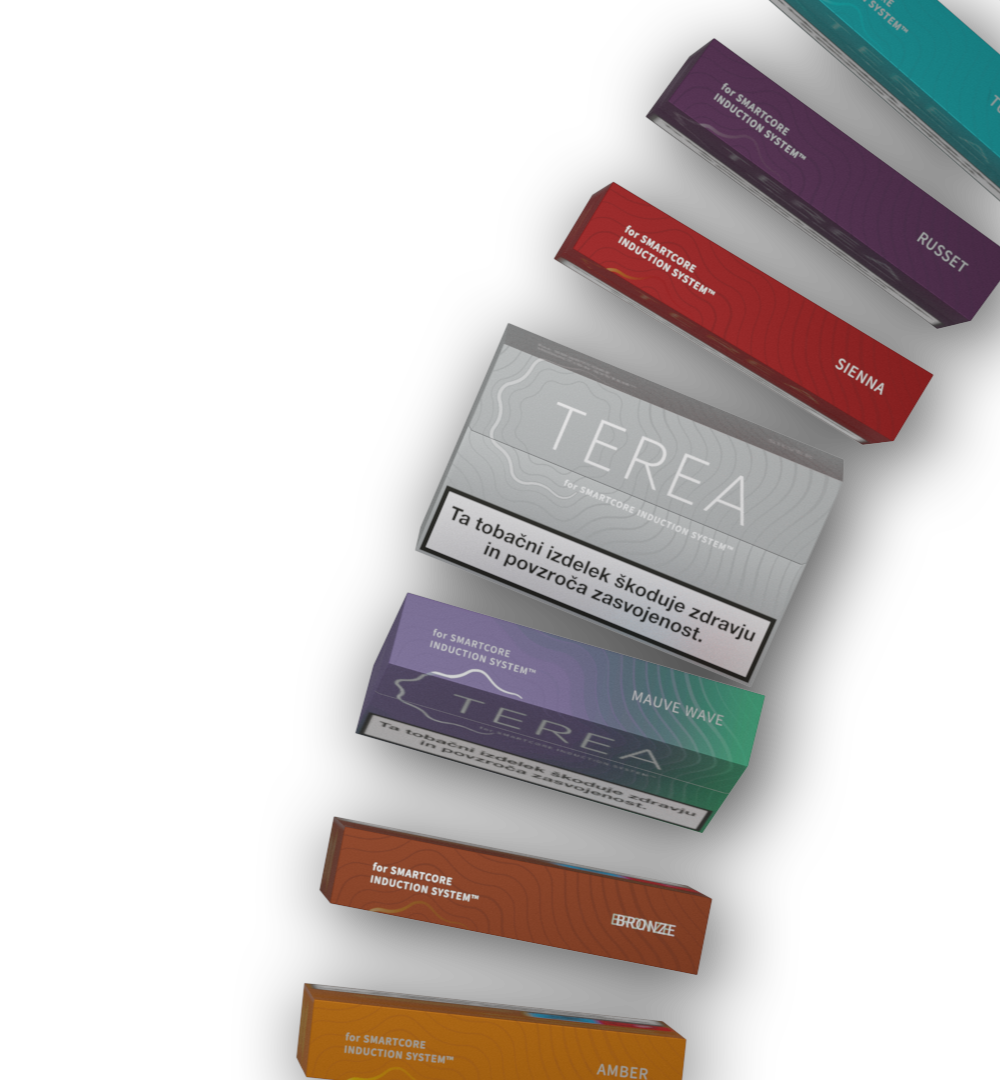 SYSTEM™
for SMARTCORE
INDUCTION SYSTEM™
RUSSET
for SMARTCORE
INDUCTION SYSTEM™
SIENNA
TEREA
for SMARTCORE INDUCTION SYSTEM™
Ta tobačni izdelek škoduje zdravju
in povzroča zasvojenost.
for SMARTCORE
INDUCTION SYSTEM™
MAUVE WAVE
TEREA
for SMARTCORE INDUCTION SYSTEM™
Ta tobačni izdelek škoduje zdravju
in povzroča zasvojenost.
for SMARTCORE
INDUCTION SYSTEM™
BRONZE
for SMARTCORE
INDUCTION SYSTEM™
AMBER